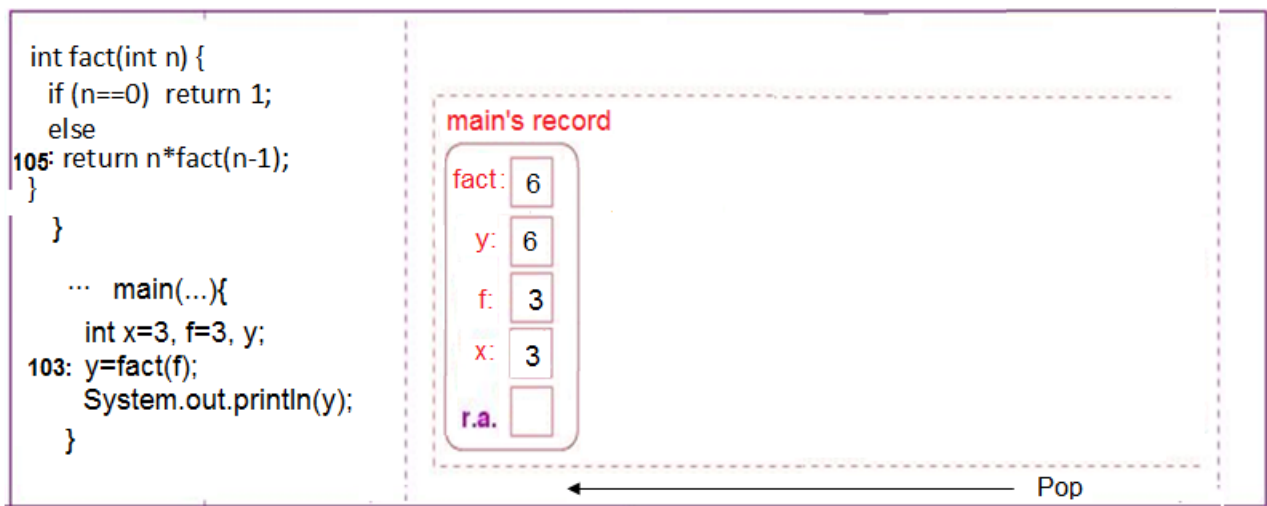 int fact(int n) {
if (n==0) return 1;
else
105: return n*fact(n-1);
}
}
... main(...){
int x=3, f=3, y;
103: y=fact(f);
System.out.println(y);
}
main's record
fact: 6
y: 6
f: 3
x: 3
r.a.
Pop